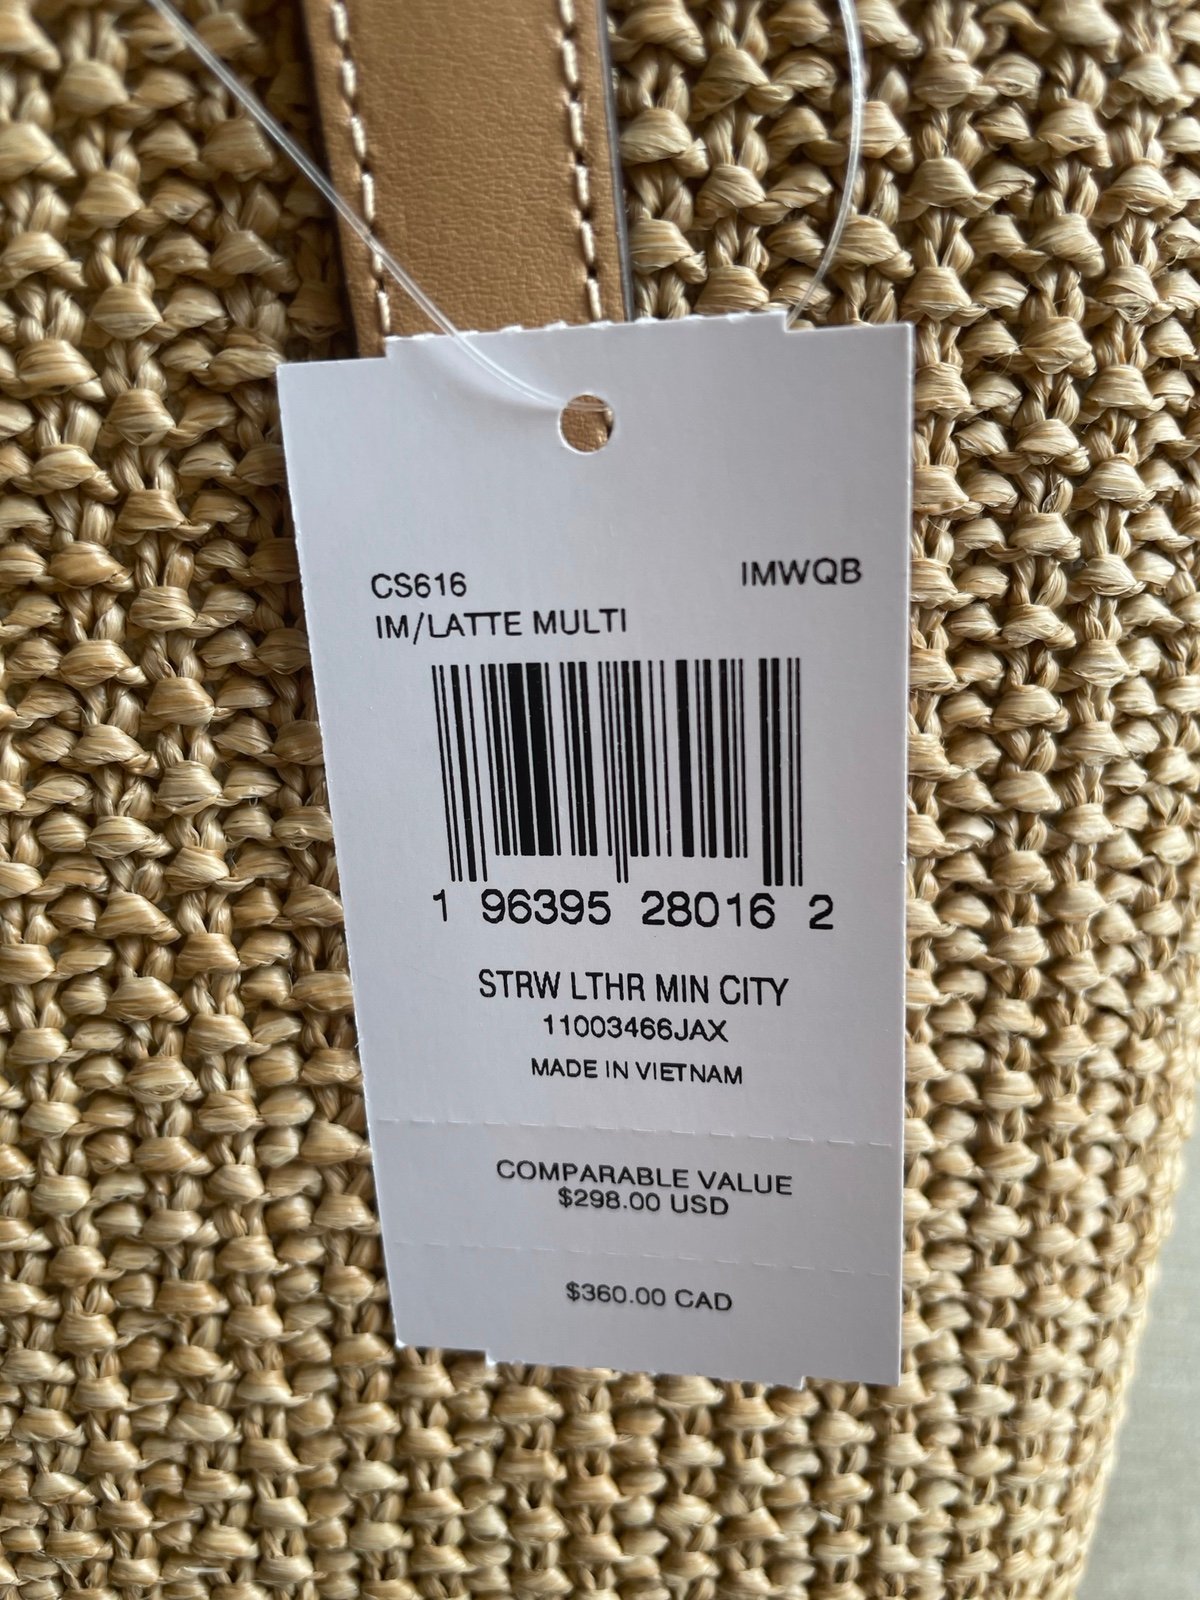 CS616 IMWQB
IM/LATTE MULTI
1 96395 28016 2
STRW LTHR MIN CITY
11003466JAX
MADE IN VIETNAM
COMPARABLE VALUE
$298.00 USD
$360.00 CAD